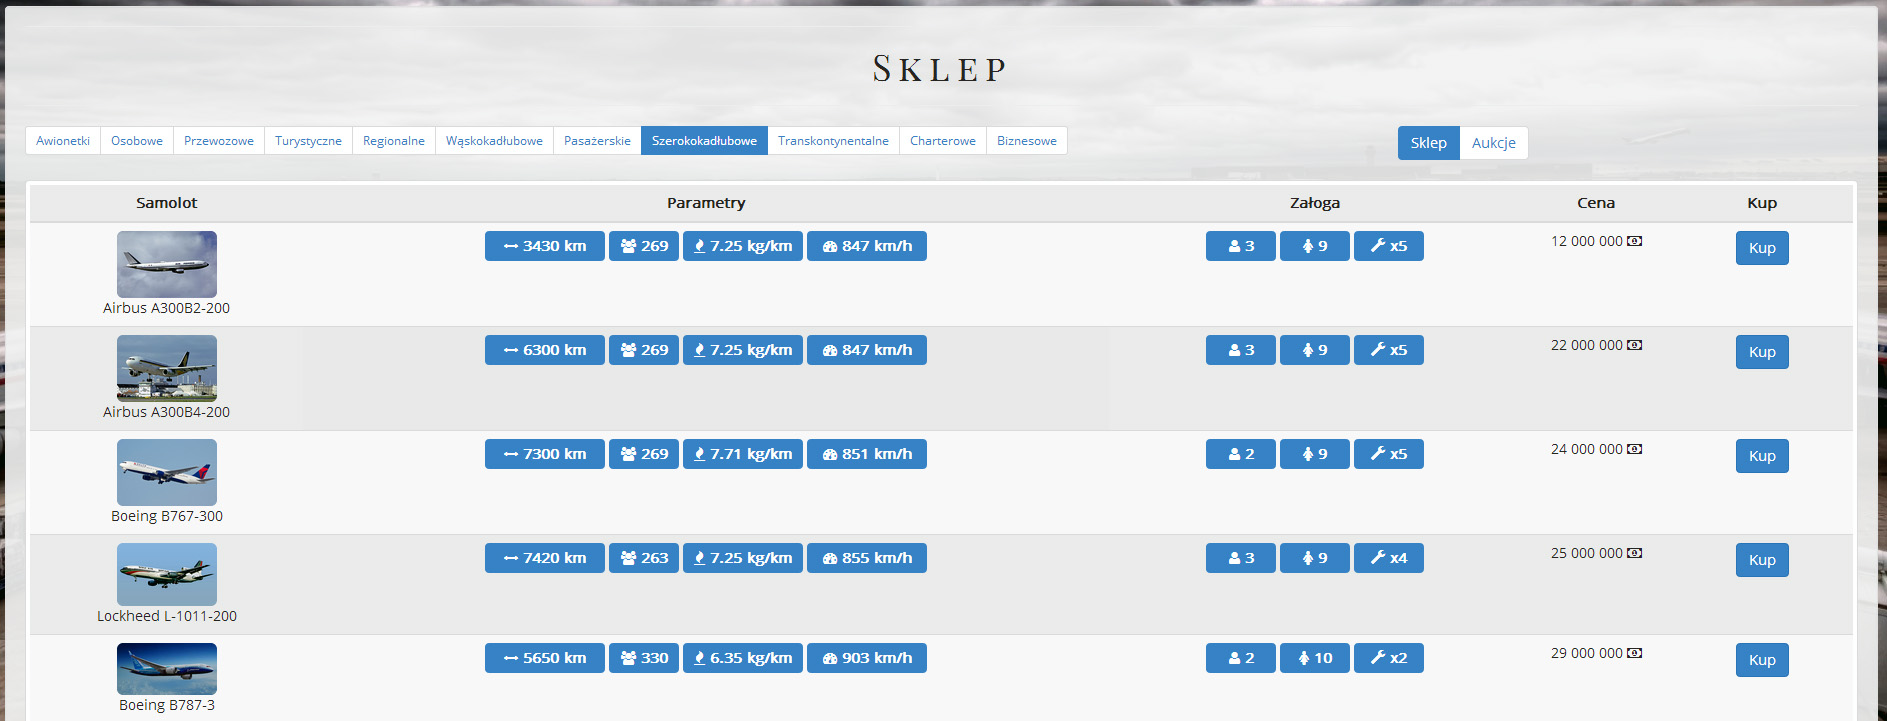 Sklep
Awionetki Osobowe Przewozowe Turystyczne Regionalne Wąskokadłubowe Pasażerskie Szerokokadłubowe Transkontynentalne Charterowe Biznesowe Sklep Aukcje
Samolot Parametry Załoga Cena Kup
3430 km 269 7.25 kg/km 847 km/h 3 9 x5 12 000 000 Kup
Airbus A300B2-200
6300 km 269 7.25 kg/km 847 km/h 3 9 x5 22 000 000 Kup
Airbus A300B4-200
7300 km 269 7.71 kg/km 851 km/h 2 9 x5 24 000 000 Kup
Boeing B767-300
7420 km 263 7.25 kg/km 855 km/h 3 9 x4 25 000 000 Kup
Lockheed L-1011-200
5650 km 330 6.35 kg/km 903 km/h 2 10 x2 29 000 000 Kup
Boeing B787-3